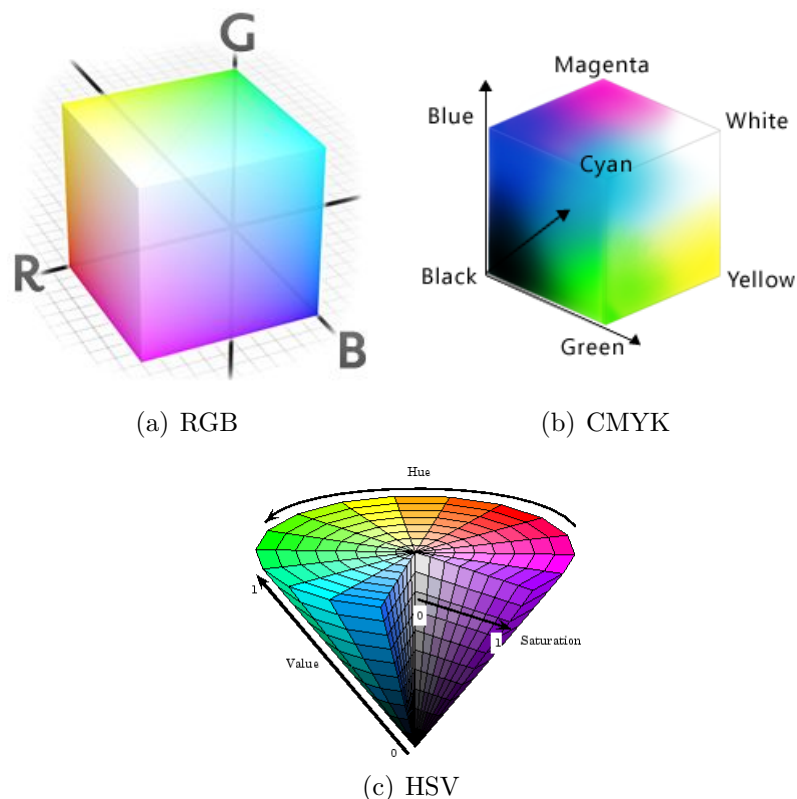 G
R
B
(a) RGB
Magenta
Blue
White
Cyan
Black
Yellow
Green
(b) CMYK
Hue
1
0
1
Saturation
Value
0
(c) HSV